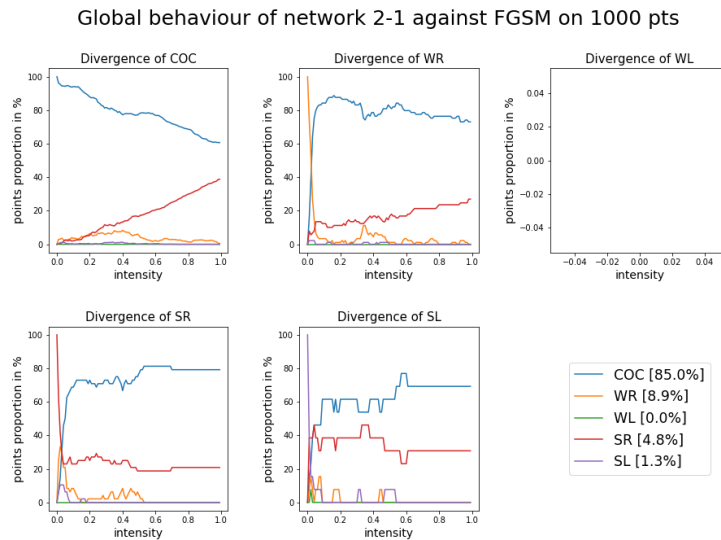 Global behaviour of network 2-1 against FGSM on 1000 pts
Divergence of COC
points proportion in %
100
80
60
40
20
0
0.0 0.2 0.4 0.6 0.8 1.0
intensity
Divergence of WR
points proportion in %
100
80
60
40
20
0
0.0 0.2 0.4 0.6 0.8 1.0
intensity
Divergence of WL
points proportion in %
0.04
0.02
0.00
−0.02
−0.04
−0.04 −0.02 0.00 0.02 0.04
intensity
Divergence of SR
points proportion in %
100
80
60
40
20
0
0.0 0.2 0.4 0.6 0.8 1.0
intensity
Divergence of SL
points proportion in %
100
80
60
40
20
0
0.0 0.2 0.4 0.6 0.8 1.0
intensity
COC [85.0%]
WR [8.9%]
WL [0.0%]
SR [4.8%]
SL [1.3%]